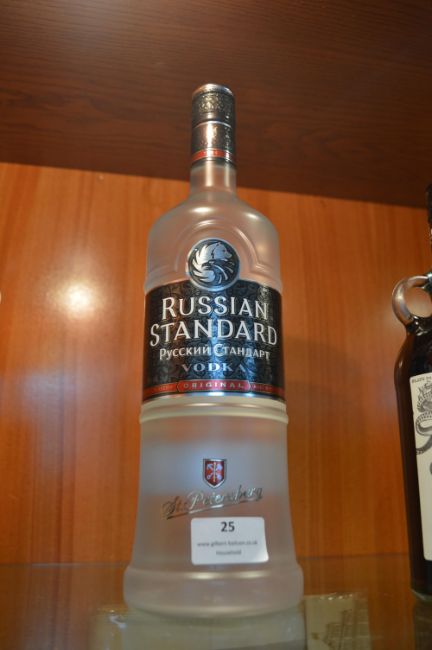 RUSSIAN
STANDARD
Русский Стандарт
VODKA
ORIGINAL
St. Petersburg
25
www.gilbert-baitson.co.uk
Household